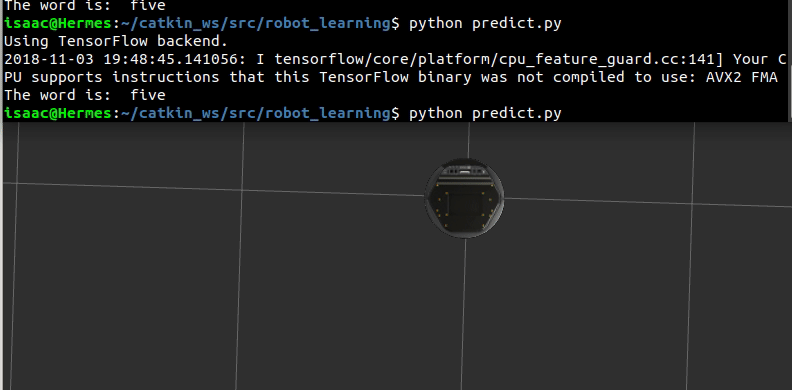 The word is:  five
isaac@Hermes:~/catkin_ws/src/robot_learning$ python predict.py
Using TensorFlow backend.
2018-11-03 19:48:45.141056: I tensorflow/core/platform/cpu_feature_guard.cc:141] Your C
PU supports instructions that this TensorFlow binary was not compiled to use: AVX2 FMA
The word is:  five
isaac@Hermes:~/catkin_ws/src/robot_learning$ python predict.py